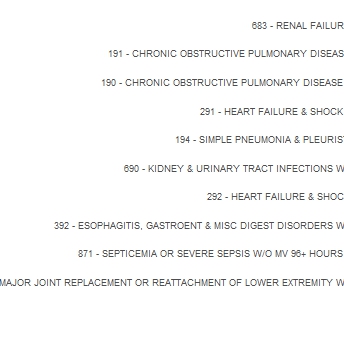 683 - RENAL FAILUR
191 - CHRONIC OBSTRUCTIVE PULMONARY DISEAS
190 - CHRONIC OBSTRUCTIVE PULMONARY DISEASE
291 - HEART FAILURE & SHOCK
194 - SIMPLE PNEUMONIA & PLEURIS
690 - KIDNEY & URINARY TRACT INFECTIONS W
292 - HEART FAILURE & SHOC
392 - ESOPHAGITIS, GASTROENT & MISC DIGEST DISORDERS W
871 - SEPTICEMIA OR SEVERE SEPSIS W/O MV 96+ HOURS
MAJOR JOINT REPLACEMENT OR REATTACHMENT OF LOWER EXTREMITY W